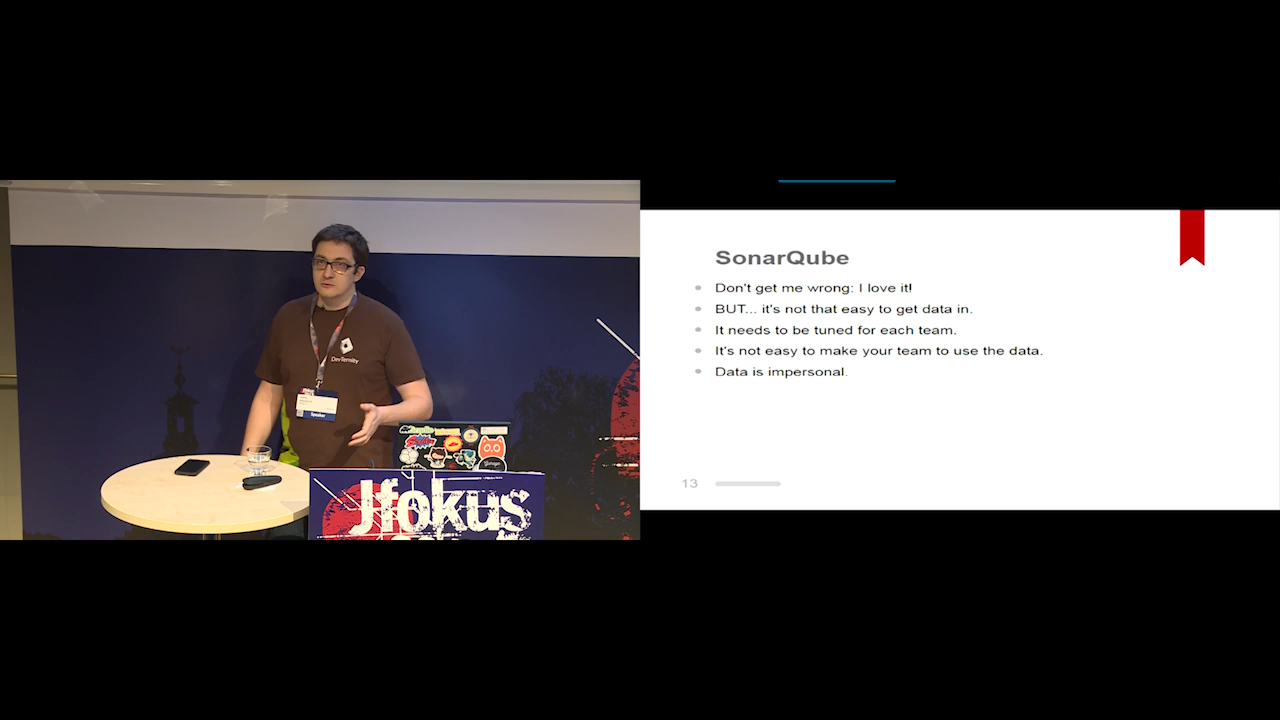 DevTernity
Speaker
Jfokus
SonarQube
Don't get me wrong: I love it!
BUT... it's not that easy to get data in.
It needs to be tuned for each team.
It's not easy to make your team to use the data.
Data is impersonal.
13